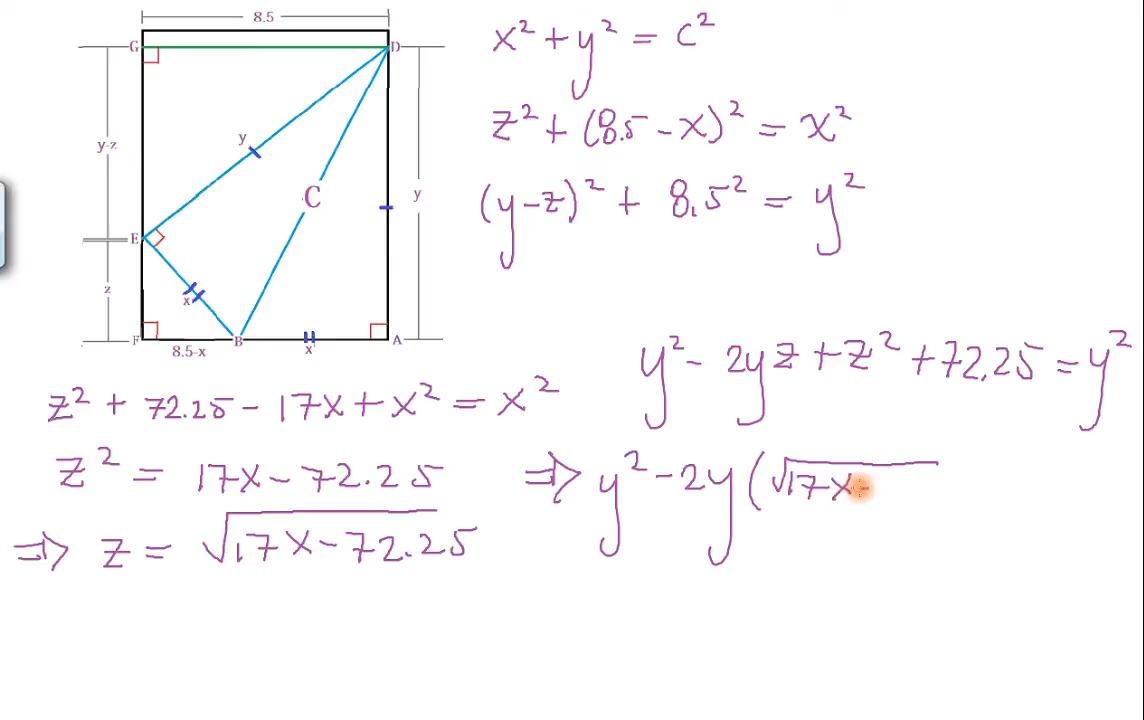 8.5
G
D
y-z
y
C
y
E
z
x
F
B
A
8.5-x
x
x² + y² = c²
z² + (8.5 - x)² = x²
(y-z)² + 8.5² = y²
y² - 2yz + z² + 72.25 = y²
z² + 72.25 - 17x + x² = x²
z² = 17x - 72.25
⇒ z = √17x - 72.25
⇒ y² - 2y(√17x -